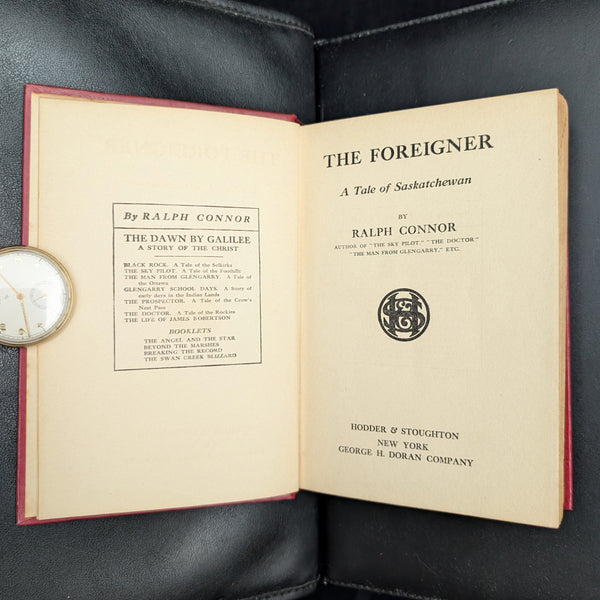 By RALPH CONNOR
THE DAWN BY GALILEE
A STORY OF THE CHRIST
BLACK ROCK. A Tale of the Selkirks
THE SKY PILOT. A Tale of the Foothills
THE MAN FROM GLENGARRY. A Tale of
the Ottawa
GLENGARRY SCHOOL DAYS. A Story of
early days in the Indian Lands
THE PROSPECTOR. A Tale of the Crow's
Nest Pass
THE DOCTOR. A Tale of the Rockies
THE LIFE OF JAMES ROBERTSON
BOOKLETS
THE ANGEL AND THE STAR
BEYOND THE MARSHES
BREAKING THE RECORD
THE SWAN CREEK BLIZZARD
THE FOREIGNER
A Tale of Saskatchewan
BY
RALPH CONNOR
AUTHOR OF "THE SKY PILOT," "THE DOCTOR"
"THE MAN FROM GLENGARRY," ETC.
HODDER & STOUGHTON
NEW YORK
GEORGE H. DORAN COMPANY